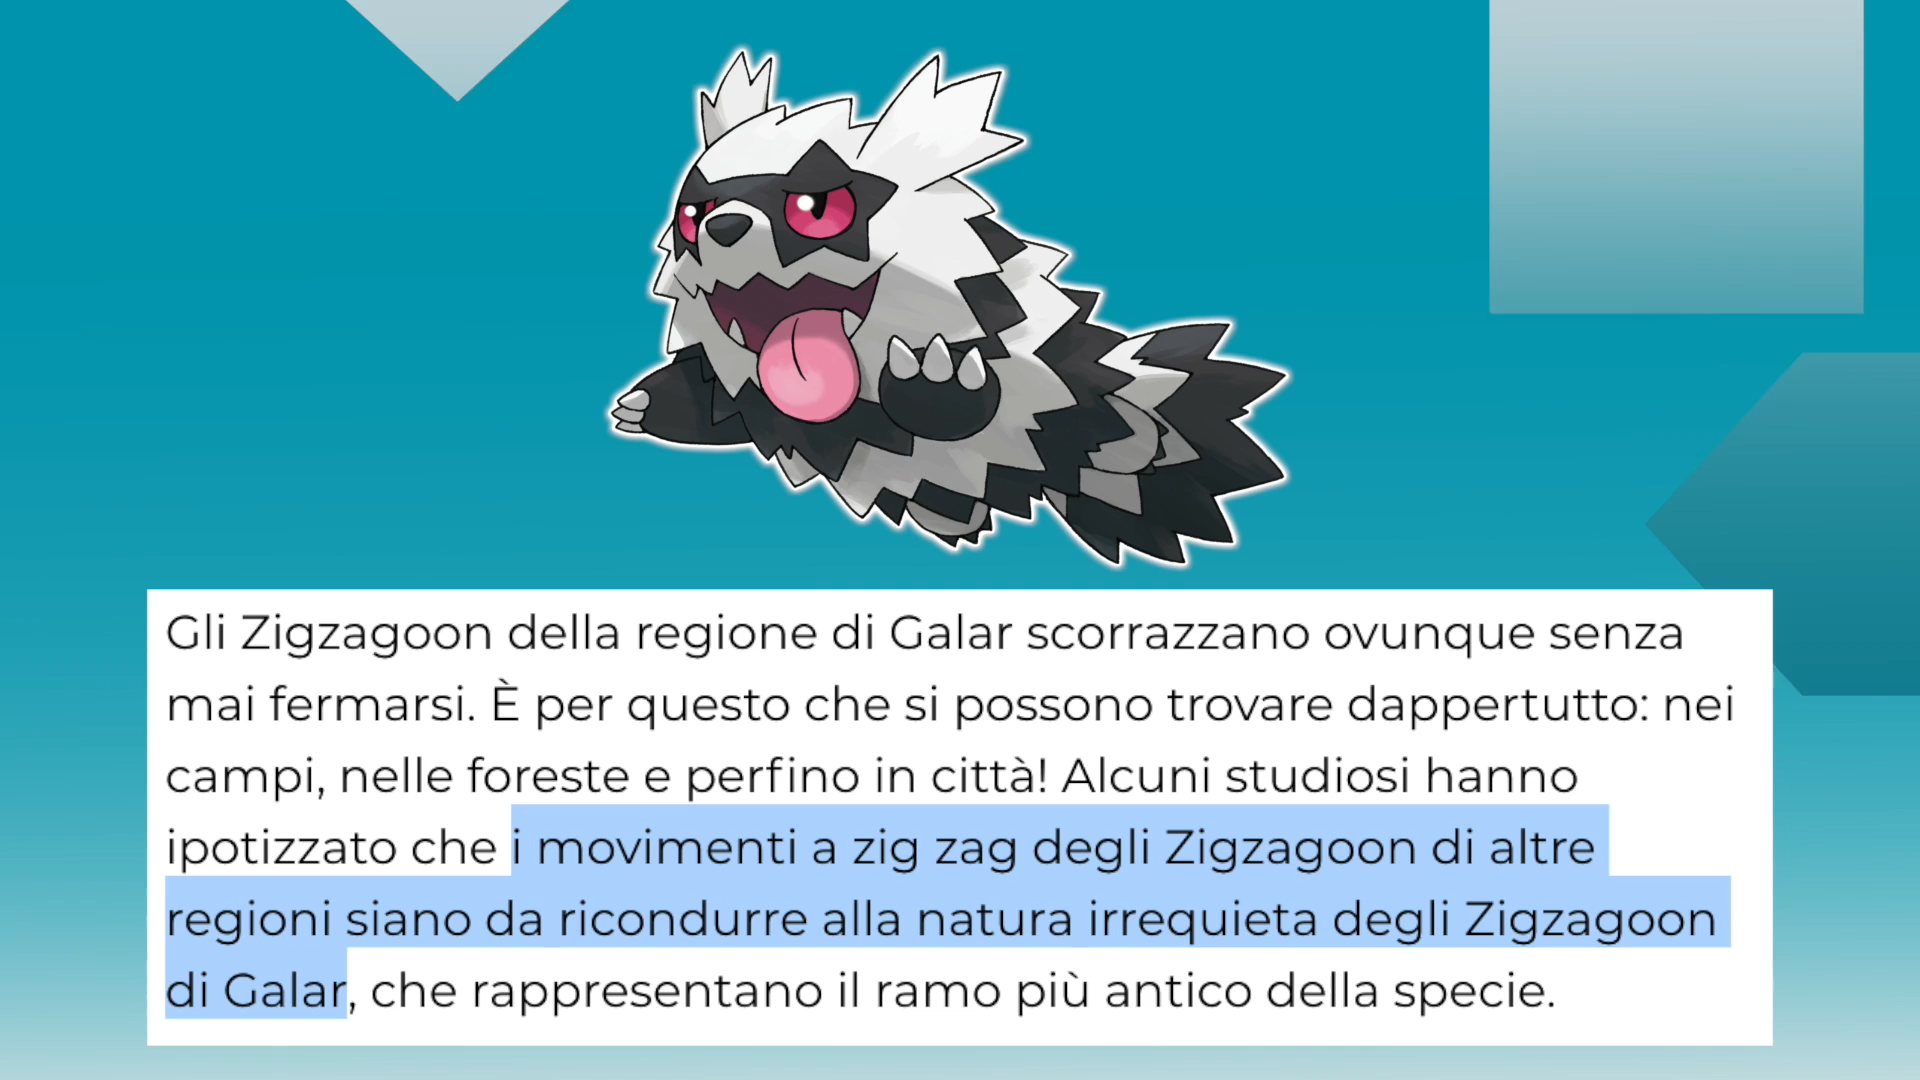 Gli Zigzagoon della regione di Galar scorrazzano ovunque senza
mai fermarsi. È per questo che si possono trovare dappertutto: nei
campi, nelle foreste e perfino in città! Alcuni studiosi hanno
ipotizzato che i movimenti a zig zag degli Zigzagoon di altre
regioni siano da ricondurre alla natura irrequieta degli Zigzagoon
di Galar, che rappresentano il ramo più antico della specie.